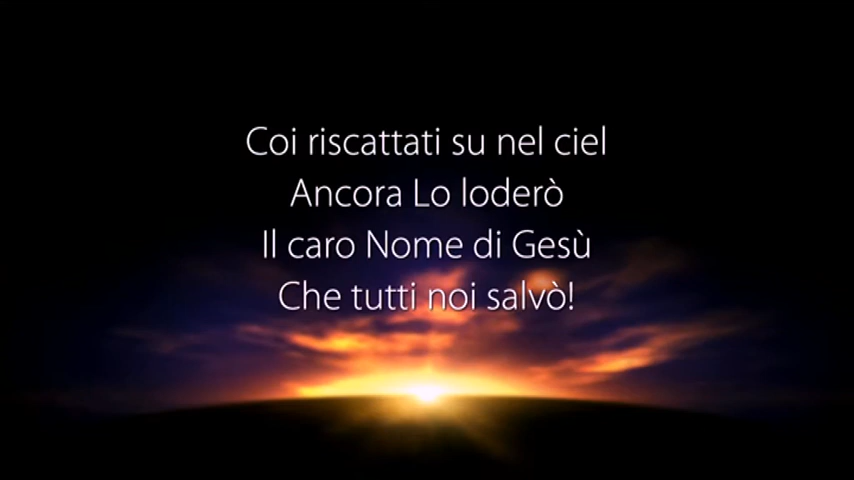 Coi riscattati su nel ciel
Ancora Lo loderò
Il caro Nome di Gesù
Che tutti noi salvò!